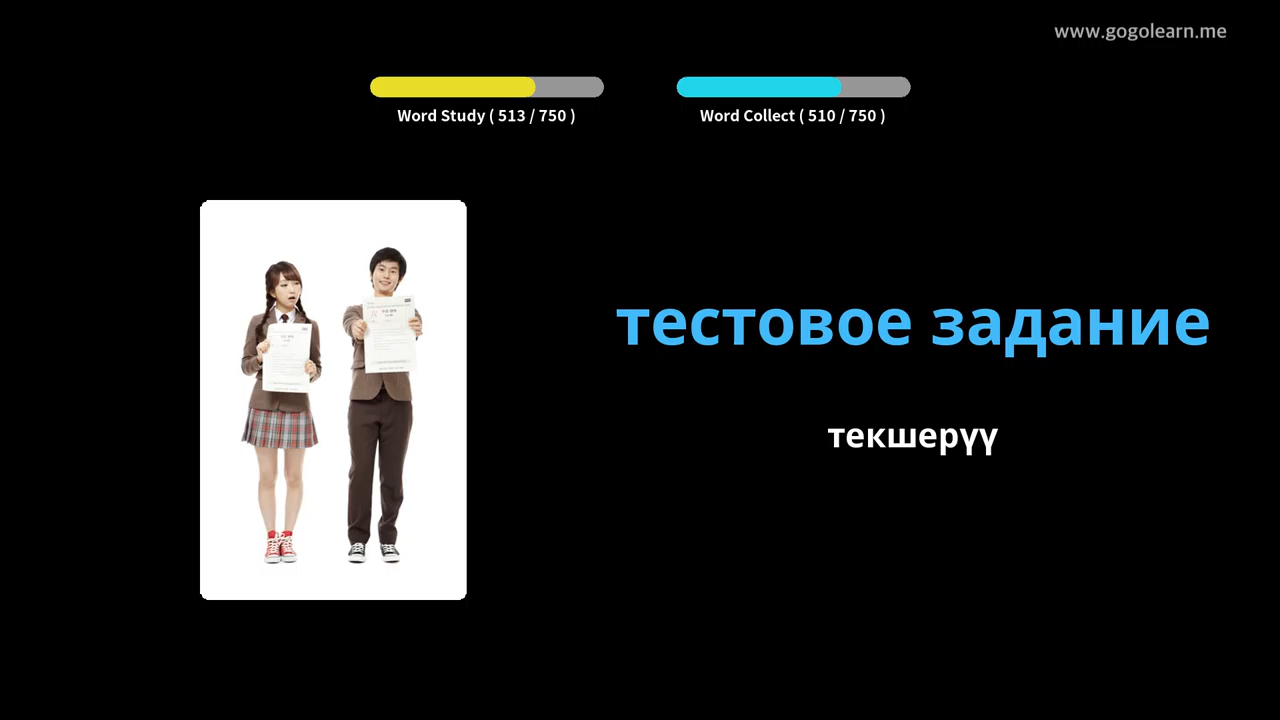 www.gogolearn.me
Word Study ( 513 / 750 )
Word Collect ( 510 / 750 )
тестовое задание
текшерүү